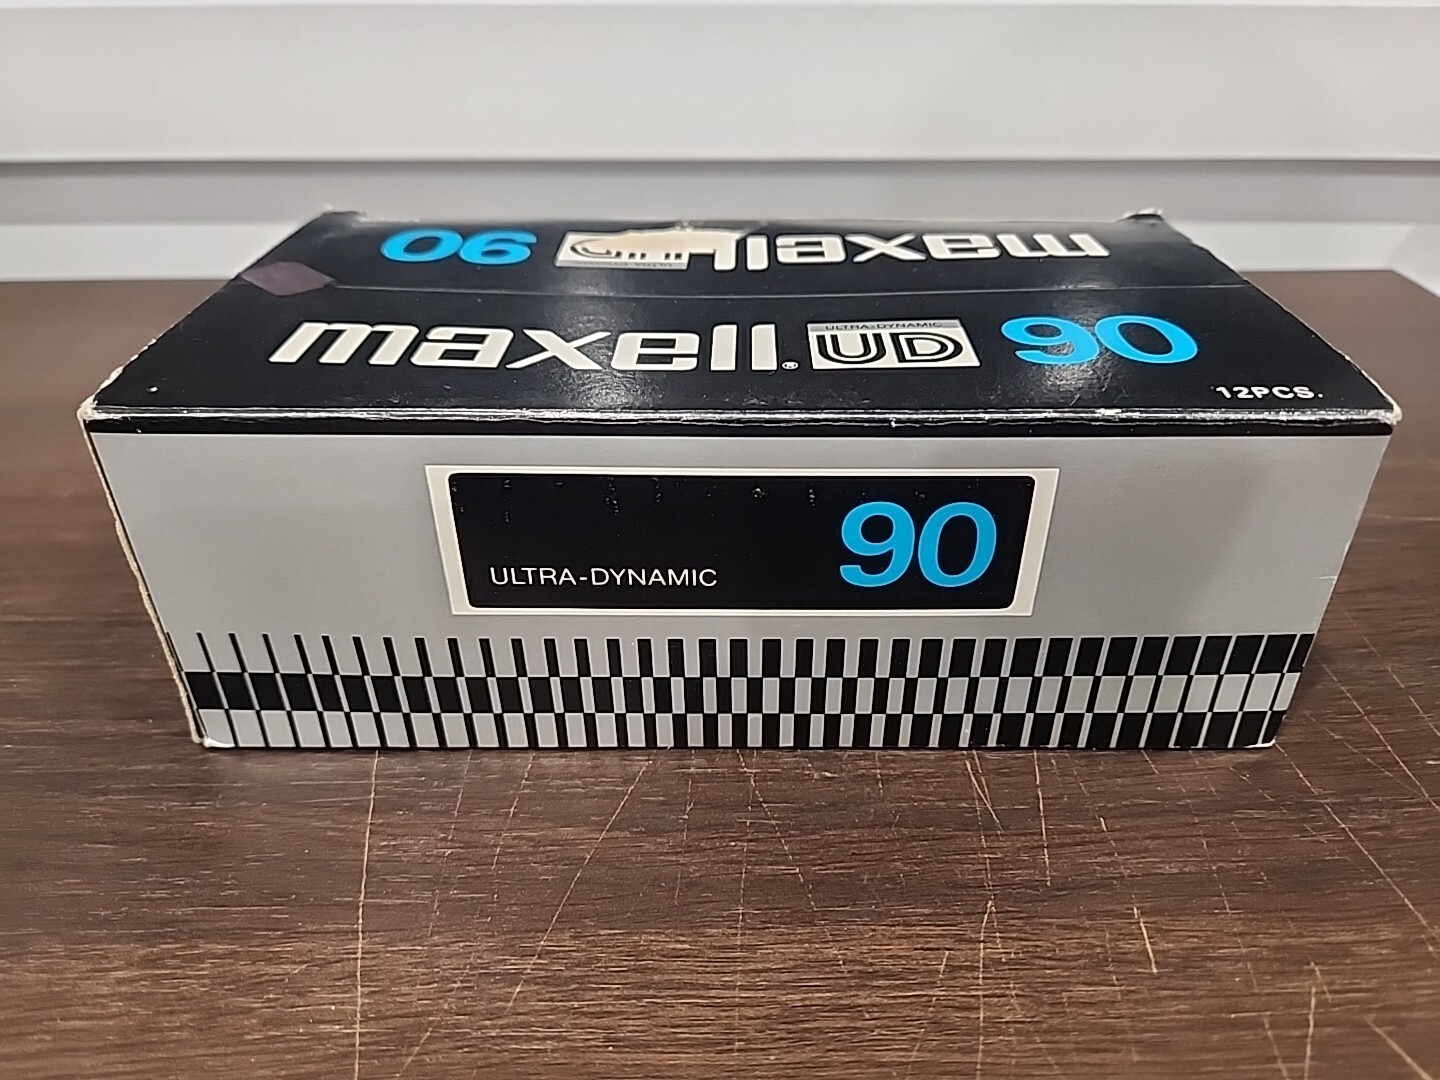 maxell 90
maxell® ULTRA-DYNAMIC UD 90
12PCS.
ULTRA-DYNAMIC 90